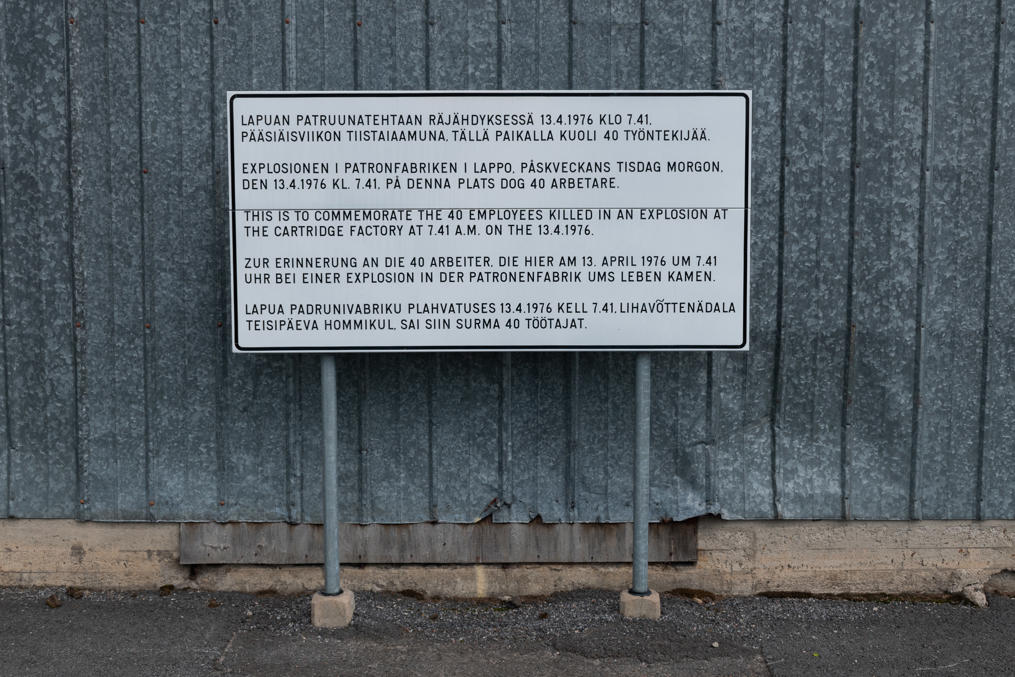 LAPUAN PATRUUNATEHTAAN RÄJÄHDYKSESSÄ 13.4.1976 KLO 7.41,
PÄÄSIÄISVIIKON TIISTAIAAMUNA, TÄLLÄ PAIKALLA KUOLI 40 TYÖNTEKIJÄÄ.
EXPLOSIONEN I PATRONFABRIKEN I LAPPO, PÅSKVECKANS TISDAG MORGON,
DEN 13.4.1976 KL. 7.41, PÅ DENNA PLATS DOG 40 ARBETARE.
THIS IS TO COMMEMORATE THE 40 EMPLOYEES KILLED IN AN EXPLOSION AT
THE CARTRIDGE FACTORY AT 7.41 A.M. ON THE 13.4.1976.
ZUR ERINNERUNG AN DIE 40 ARBEITER, DIE HIER AM 13. APRIL 1976 UM 7.41
UHR BEI EINER EXPLOSION IN DER PATRONENFABRIK UMS LEBEN KAMEN.
LAPUA PADRUNIVABRIKU PLAHVATUSES 13.4.1976 KELL 7.41, LIHAVÕTTENÄDALA
TEISIPÄEVA HOMMIKUL, SAI SIIN SURMA 40 TÖÖTAJAT.